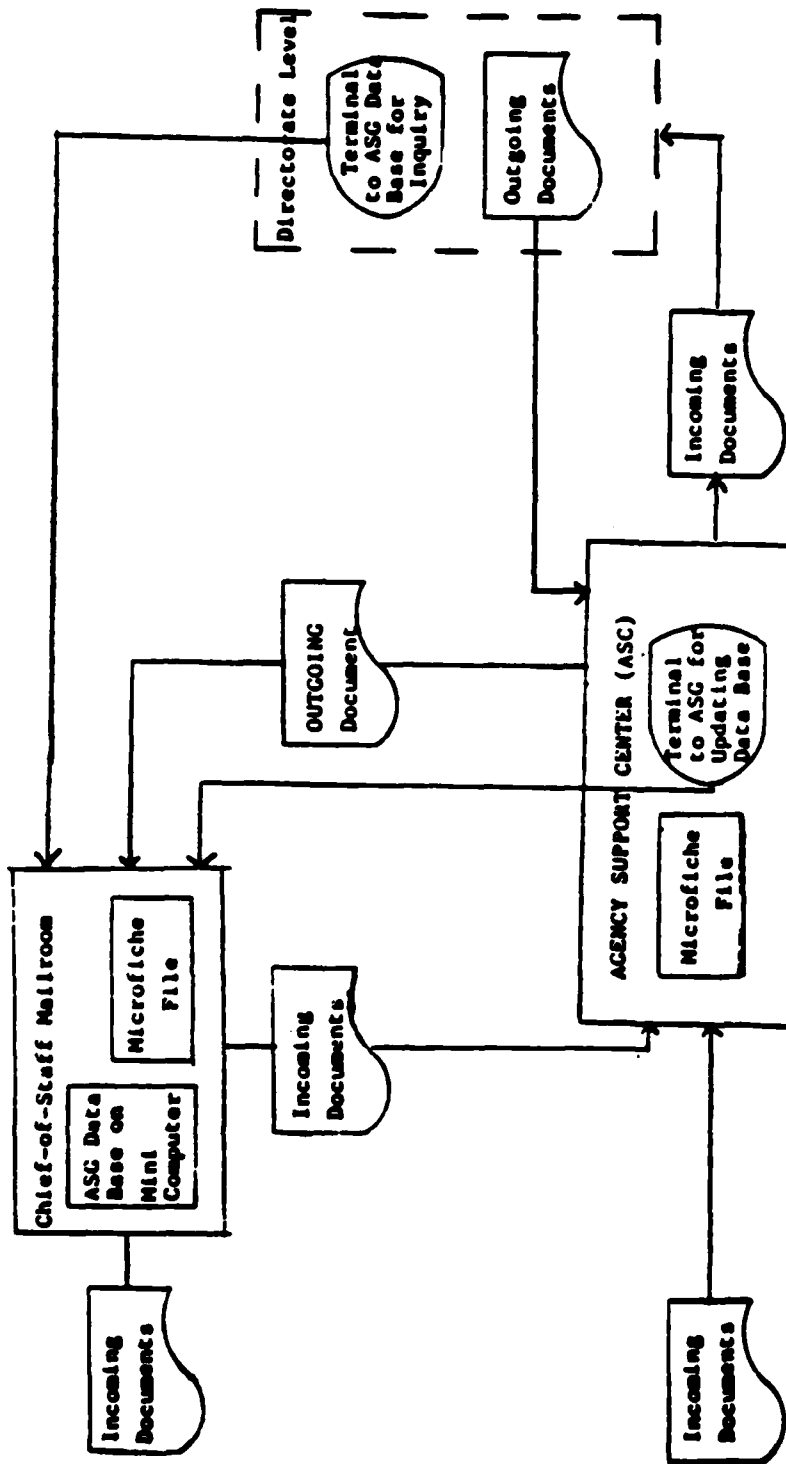 Incoming
Documents
Chief-of-Staff Mailroom
ASC Data
Base on
Mini
Computer
Microfiche
File
Incoming
Documents
OUTGOING
Document
Directorate Level
Terminal
to ASC Data
Base for
Inquiry
Outgoing
Documents
Incoming
Documents
AGENCY SUPPORT CENTER (ASC)
Microfiche
File
Terminal
to ASC for
Updating
Data Base
Incoming
Documents